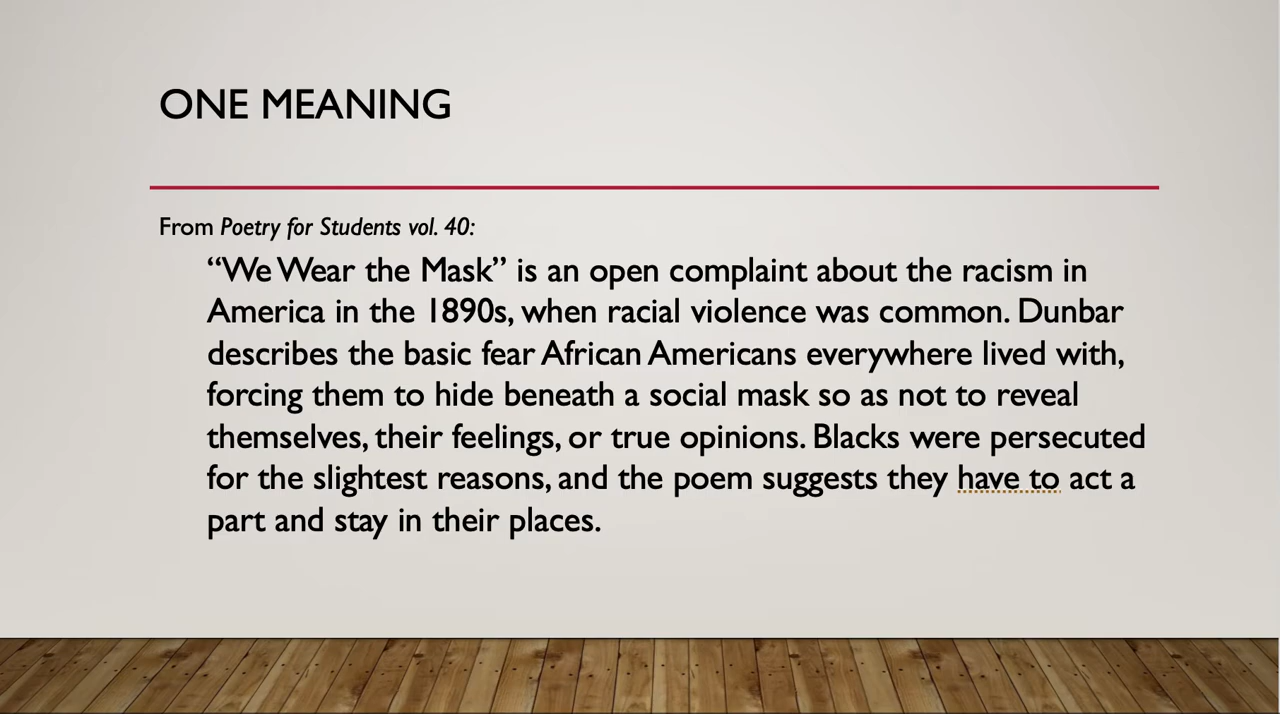 ONE MEANING
From Poetry for Students vol. 40:
“We Wear the Mask” is an open complaint about the racism in
America in the 1890s, when racial violence was common. Dunbar
describes the basic fear African Americans everywhere lived with,
forcing them to hide beneath a social mask so as not to reveal
themselves, their feelings, or true opinions. Blacks were persecuted
for the slightest reasons, and the poem suggests they have to act a
part and stay in their places.